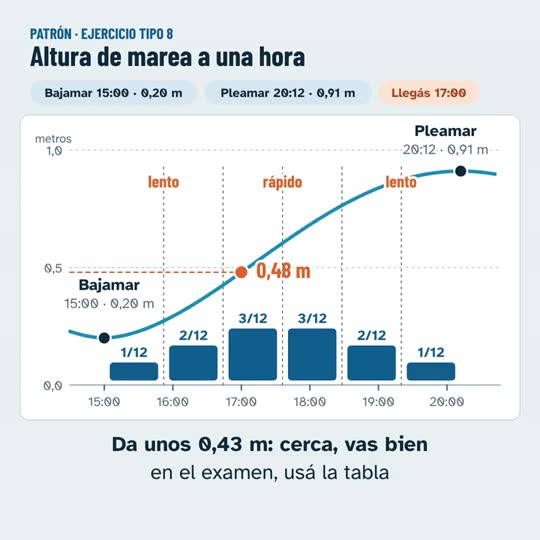 PATRÓN · EJERCICIO TIPO 8
Altura de marea a una hora
Bajamar 15:00 · 0,20 m
Pleamar 20:12 · 0,91 m
Llegás 17:00
metros
1,0
Pleamar
20:12 · 0,91 m
lento
rápido
lento
0,5
0,48 m
Bajamar
15:00 · 0,20 m
1/12
2/12
3/12
3/12
2/12
1/12
0,0
15:00
16:00
17:00
18:00
19:00
20:00
Da unos 0,43 m: cerca, vas bien
en el examen, usá la tabla